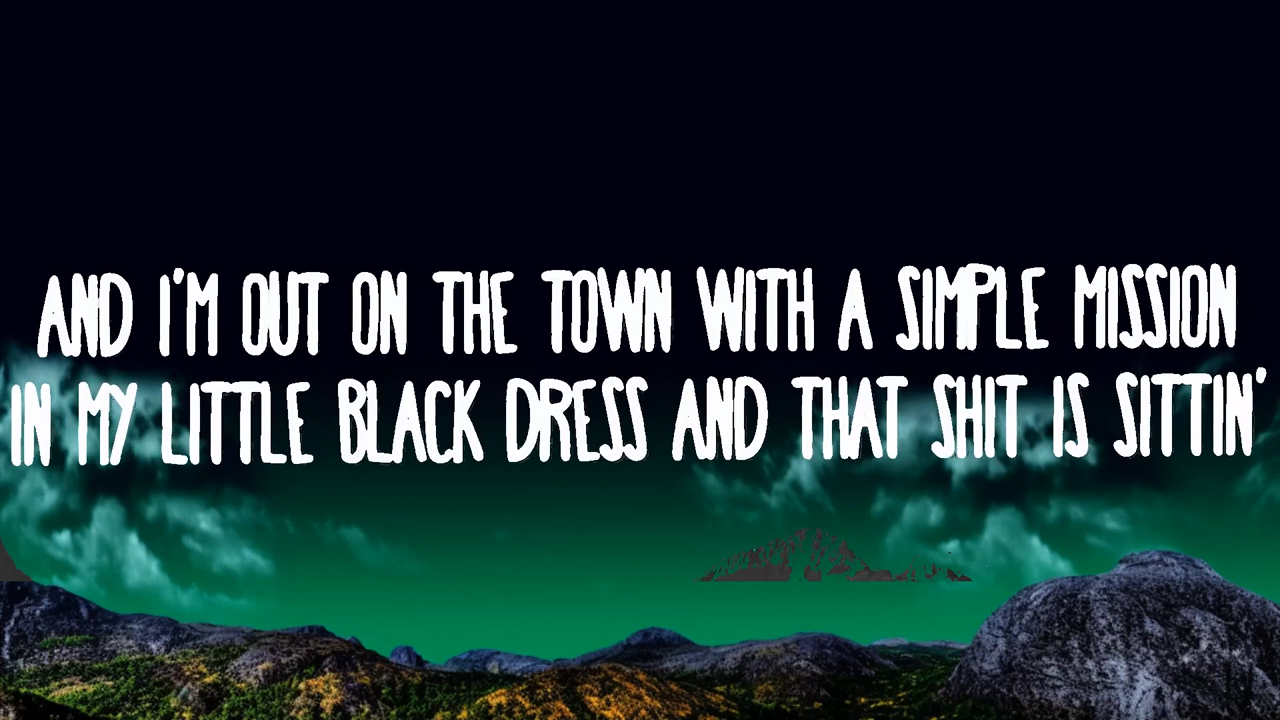 AND I'M OUT ON THE TOWN WITH A SIMPLE MISSION
IN MY LITTLE BLACK DRESS AND THAT SHIT IS SITTIN'